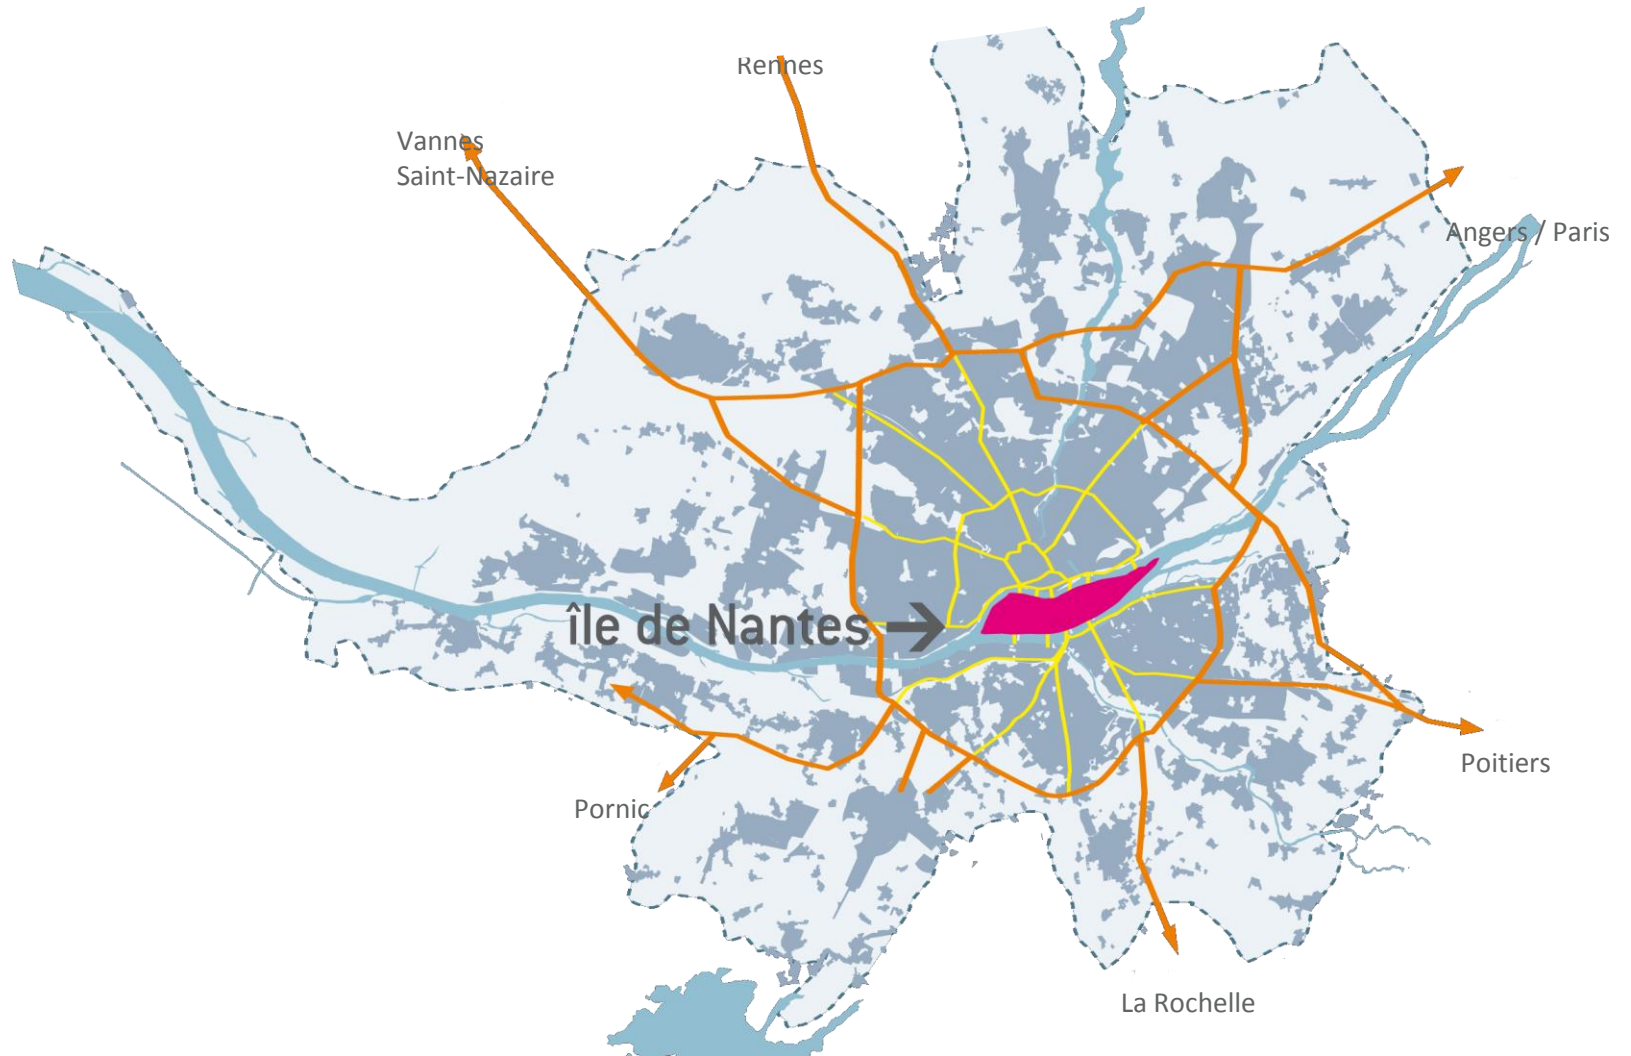 Rennes
Vannes
Saint-Nazaire
Angers / Paris
île de Nantes
Poitiers
Pornic
La Rochelle